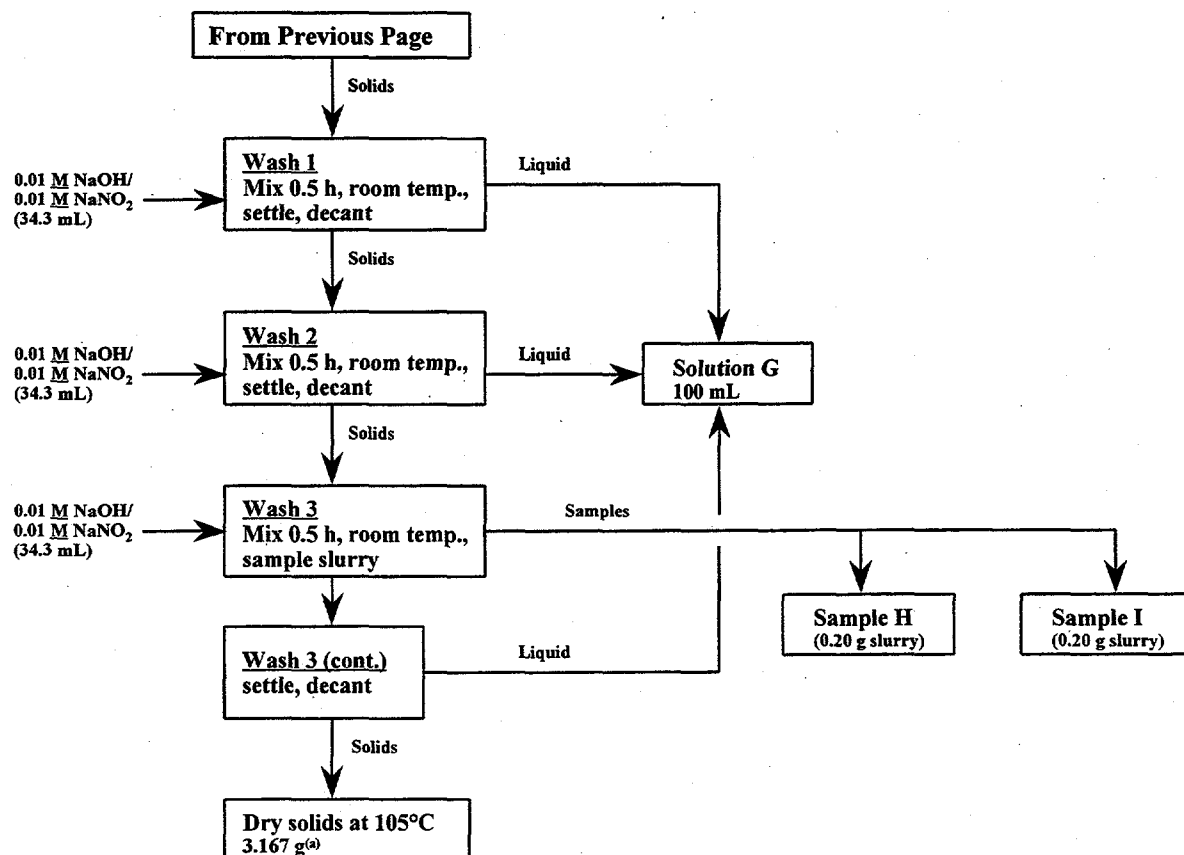 From Previous Page
Solids
Wash 1
Mix 0.5 h, room temp.,
settle, decant
0.01 M NaOH/
0.01 M NaNO₂
(34.3 mL)
Liquid
Solids
Wash 2
Mix 0.5 h, room temp.,
settle, decant
0.01 M NaOH/
0.01 M NaNO₂
(34.3 mL)
Liquid
Solution G
100 mL
Solids
Wash 3
Mix 0.5 h, room temp.,
sample slurry
0.01 M NaOH/
0.01 M NaNO₂
(34.3 mL)
Samples
Sample H
(0.20 g slurry)
Sample I
(0.20 g slurry)
Wash 3 (cont.)
settle, decant
Liquid
Solids
Dry solids at 105°C
3.167 g(a)